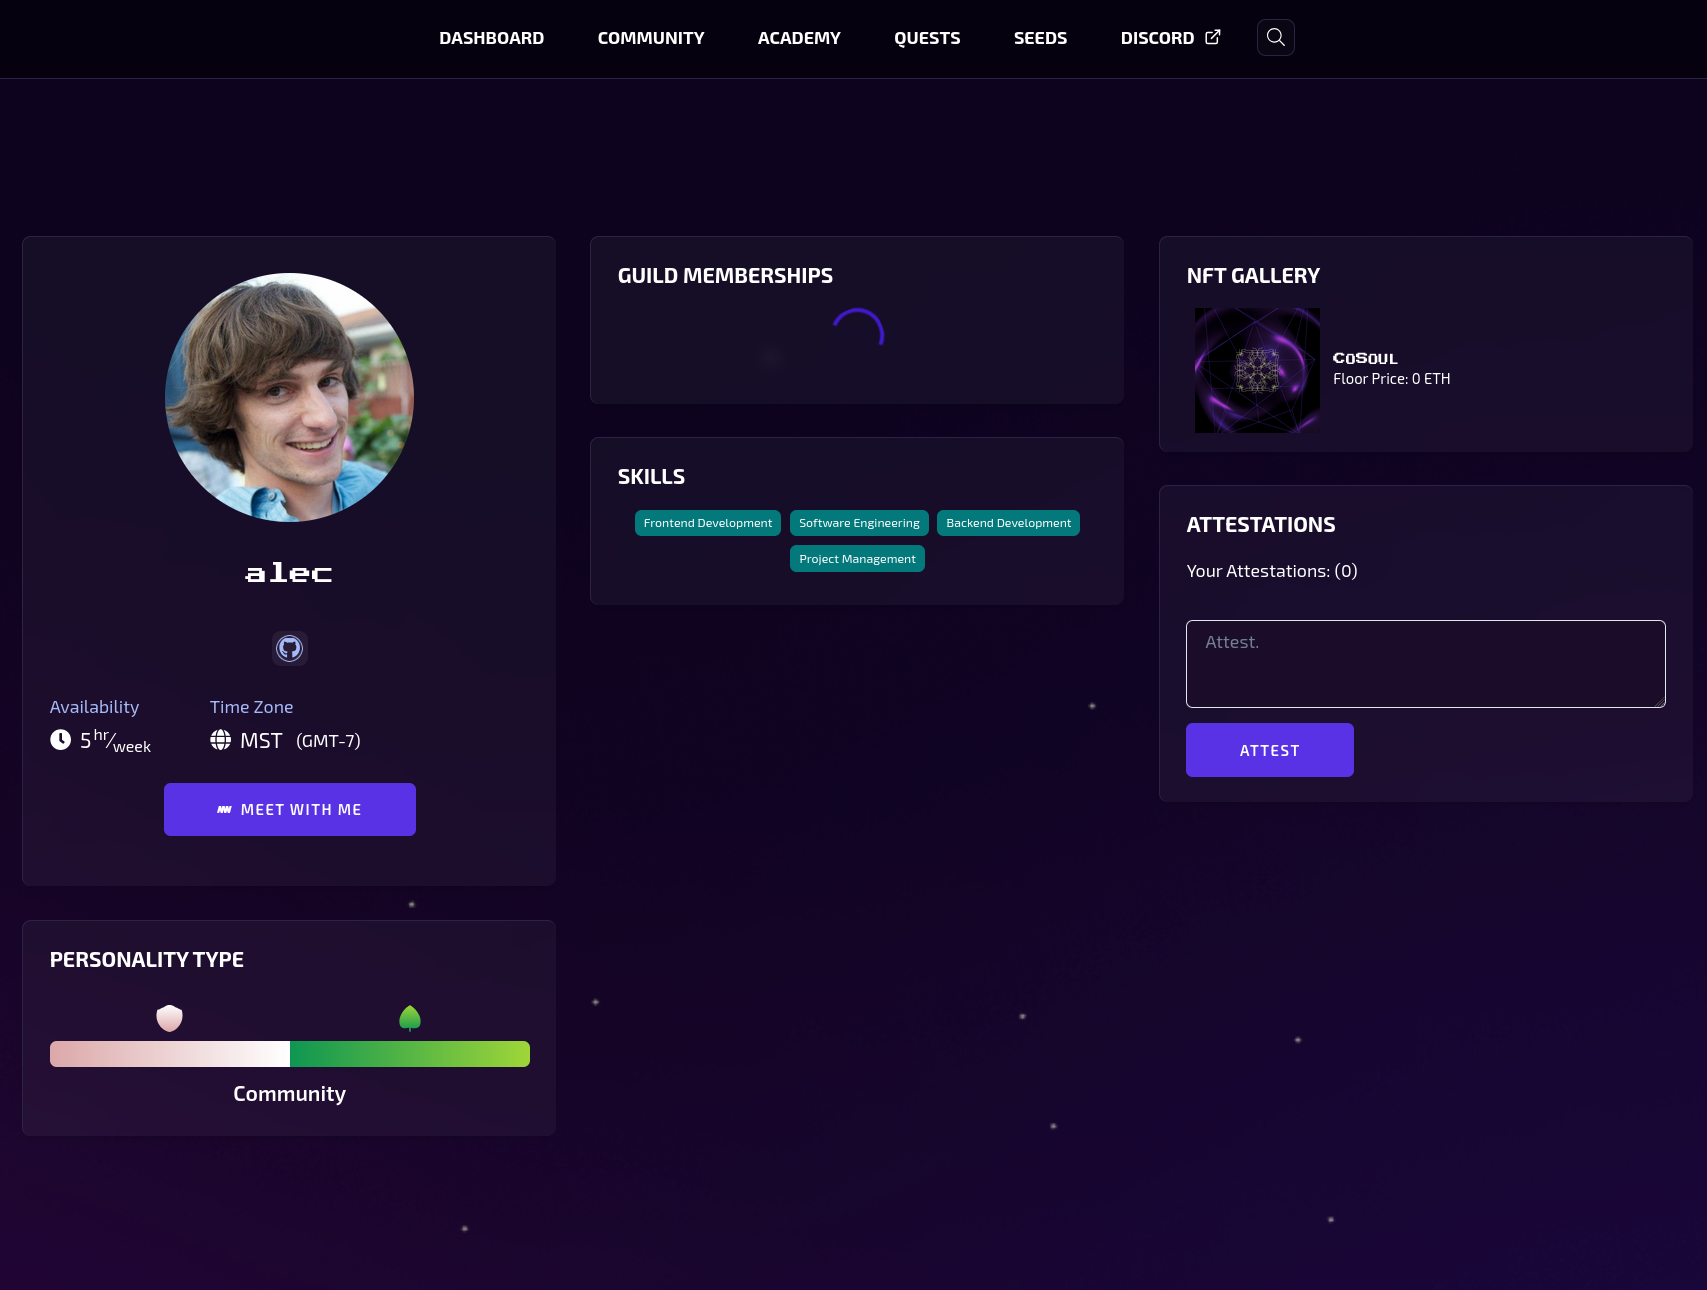 DASHBOARD COMMUNITY ACADEMY QUESTS SEEDS DISCORD
alec
Availability Time Zone
5 hr/week MST (GMT-7)
MEET WITH ME
PERSONALITY TYPE
Community
GUILD MEMBERSHIPS
SKILLS
Frontend Development Software Engineering Backend Development
Project Management
NFT GALLERY
CoSoul
Floor Price: 0 ETH
ATTESTATIONS
Your Attestations: (0)
Attest.
ATTEST